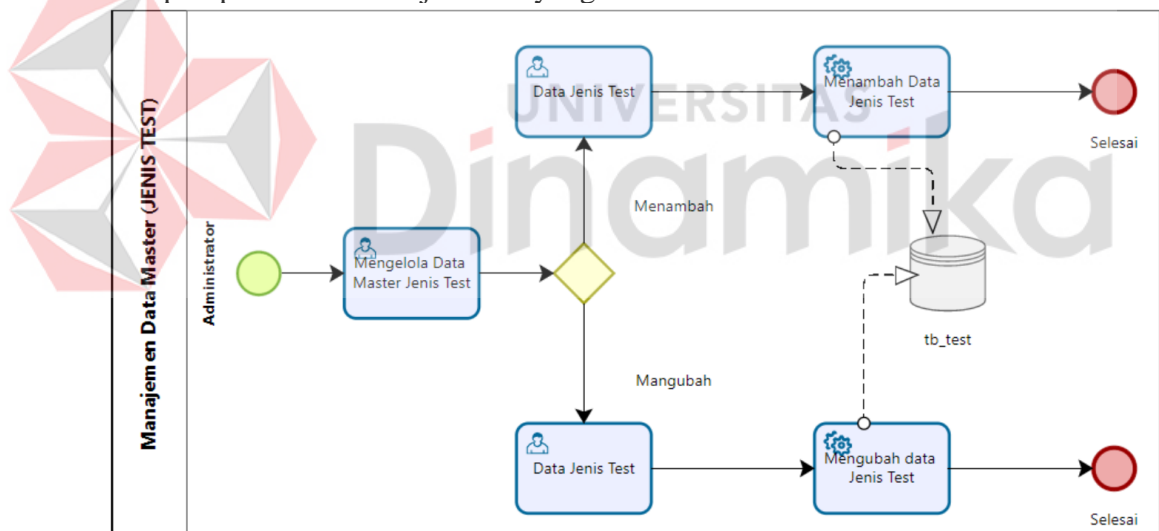 Manajemen Data Master (JENIS TEST)
Administrator
UNIVERSITAS
Dinamika
Mengelola Data
Master Jenis Test
Data Jenis Test
Menambah Data
Jenis Test
Selesai
Menambah
tb_test
Mangubah
Data Jenis Test
Mengubah data
Jenis Test
Selesai